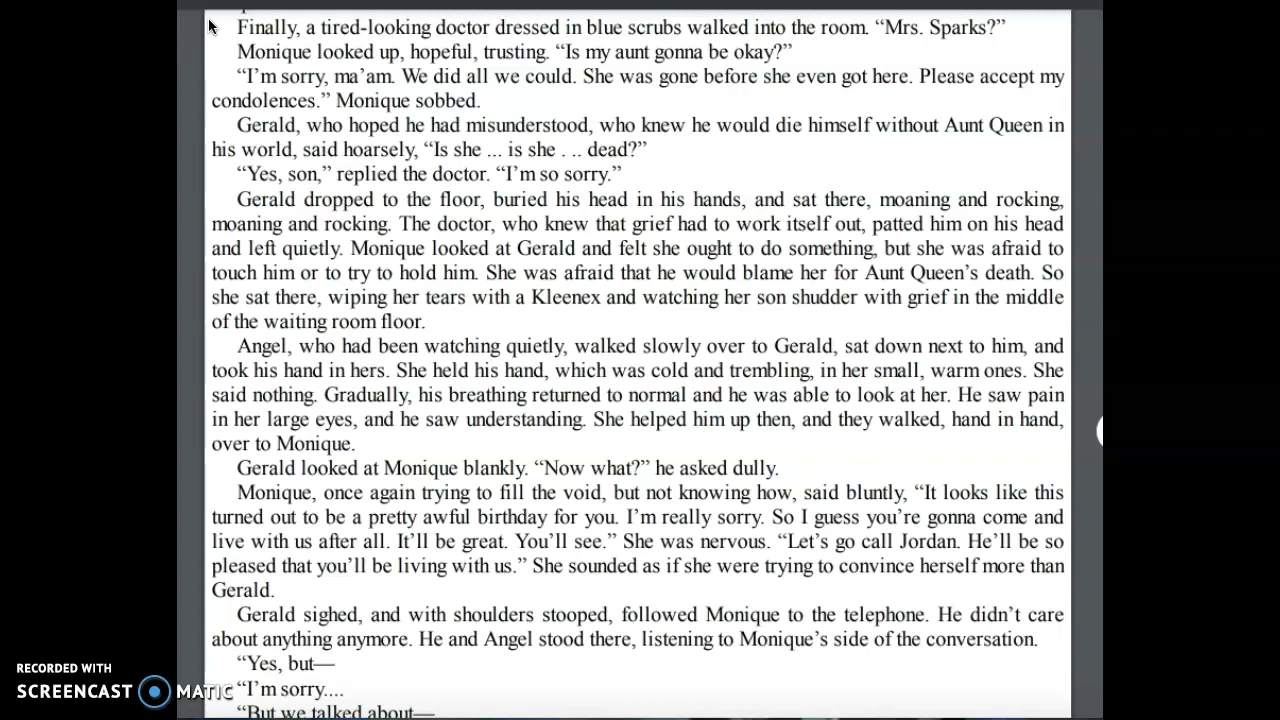 Finally, a tired-looking doctor dressed in blue scrubs walked into the room. “Mrs. Sparks?”
Monique looked up, hopeful, trusting. “Is my aunt gonna be okay?”
“I’m sorry, ma’am. We did all we could. She was gone before she even got here. Please accept my
condolences.” Monique sobbed.
Gerald, who hoped he had misunderstood, who knew he would die himself without Aunt Queen in
his world, said hoarsely, “Is she ... is she . .. dead?”
“Yes, son,” replied the doctor. “I’m so sorry.”
Gerald dropped to the floor, buried his head in his hands, and sat there, moaning and rocking,
moaning and rocking. The doctor, who knew that grief had to work itself out, patted him on his head
and left quietly. Monique looked at Gerald and felt she ought to do something, but she was afraid to
touch him or to try to hold him. She was afraid that he would blame her for Aunt Queen’s death. So
she sat there, wiping her tears with a Kleenex and watching her son shudder with grief in the middle
of the waiting room floor.
Angel, who had been watching quietly, walked slowly over to Gerald, sat down next to him, and
took his hand in hers. She held his hand, which was cold and trembling, in her small, warm ones. She
said nothing. Gradually, his breathing returned to normal and he was able to look at her. He saw pain
in her large eyes, and he saw understanding. She helped him up then, and they walked, hand in hand,
over to Monique.
Gerald looked at Monique blankly. “Now what?” he asked dully.
Monique, once again trying to fill the void, but not knowing how, said bluntly, “It looks like this
turned out to be a pretty awful birthday for you. I’m really sorry. So I guess you’re gonna come and
live with us after all. It’ll be great. You’ll see.” She was nervous. “Let’s go call Jordan. He’ll be so
pleased that you’ll be living with us.” She sounded as if she were trying to convince herself more than
Gerald.
Gerald sighed, and with shoulders stooped, followed Monique to the telephone. He didn’t care
about anything anymore. He and Angel stood there, listening to Monique’s side of the conversation.
“Yes, but—
“I’m sorry....
“But we talked about—
RECORDED WITH
SCREENCAST MATIC